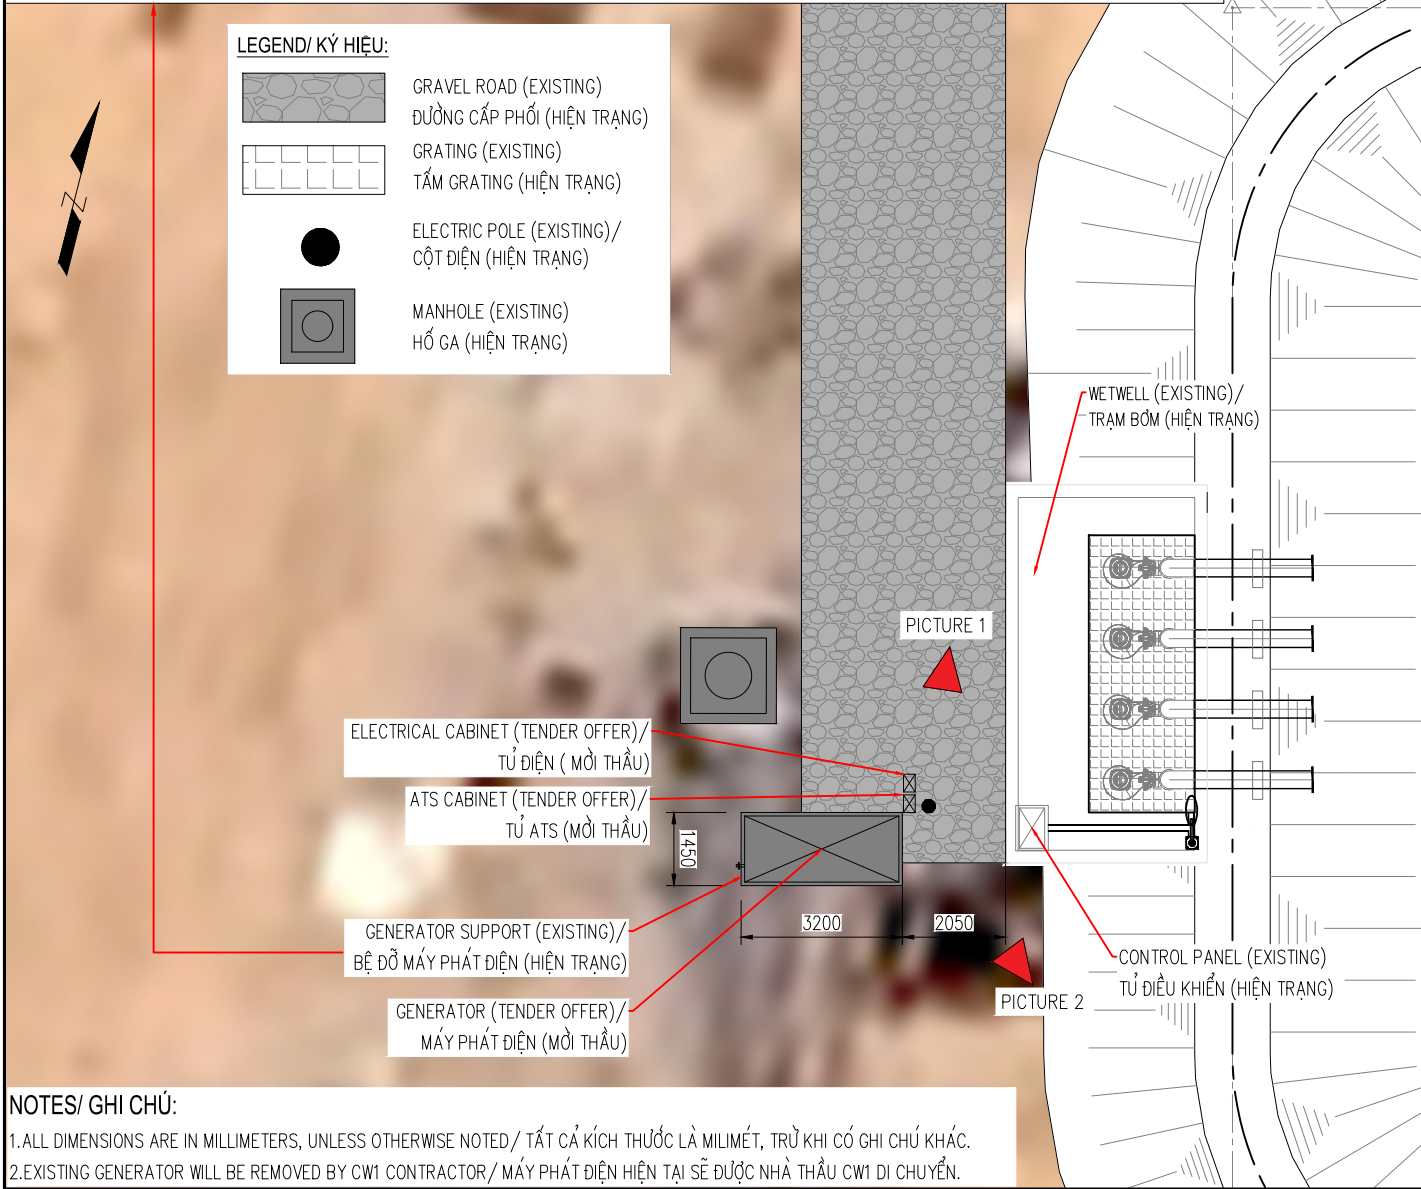 LEGEND/ KÝ HIỆU:
GRAVEL ROAD (EXISTING)
ĐƯỜNG CẤP PHỐI (HIỆN TRẠNG)
GRATING (EXISTING)
TẤM GRATING (HIỆN TRẠNG)
ELECTRIC POLE (EXISTING)/
CỘT ĐIỆN (HIỆN TRẠNG)
MANHOLE (EXISTING)
HỐ GA (HIỆN TRẠNG)
Z
WETWELL (EXISTING)/
TRẠM BƠM (HIỆN TRẠNG)
PICTURE 1
ELECTRICAL CABINET (TENDER OFFER)/
TỦ ĐIỆN ( MỜI THẦU)
ATS CABINET (TENDER OFFER)/
TỦ ATS (MỜI THẦU)
1450
3200
2050
GENERATOR SUPPORT (EXISTING)/
BỆ ĐỠ MÁY PHÁT ĐIỆN (HIỆN TRẠNG)
CONTROL PANEL (EXISTING)
TỦ ĐIỀU KHIỂN (HIỆN TRẠNG)
PICTURE 2
GENERATOR (TENDER OFFER)/
MÁY PHÁT ĐIỆN (MỜI THẦU)
NOTES/ GHI CHÚ:
1.ALL DIMENSIONS ARE IN MILLIMETERS, UNLESS OTHERWISE NOTED/ TẤT CẢ KÍCH THƯỚC LÀ MILIMÉT, TRỪ KHI CÓ GHI CHÚ KHÁC.
2.EXISTING GENERATOR WILL BE REMOVED BY CW1 CONTRACTOR/ MÁY PHÁT ĐIỆN HIỆN TẠI SẼ ĐƯỢC NHÀ THẦU CW1 DI CHUYỂN.